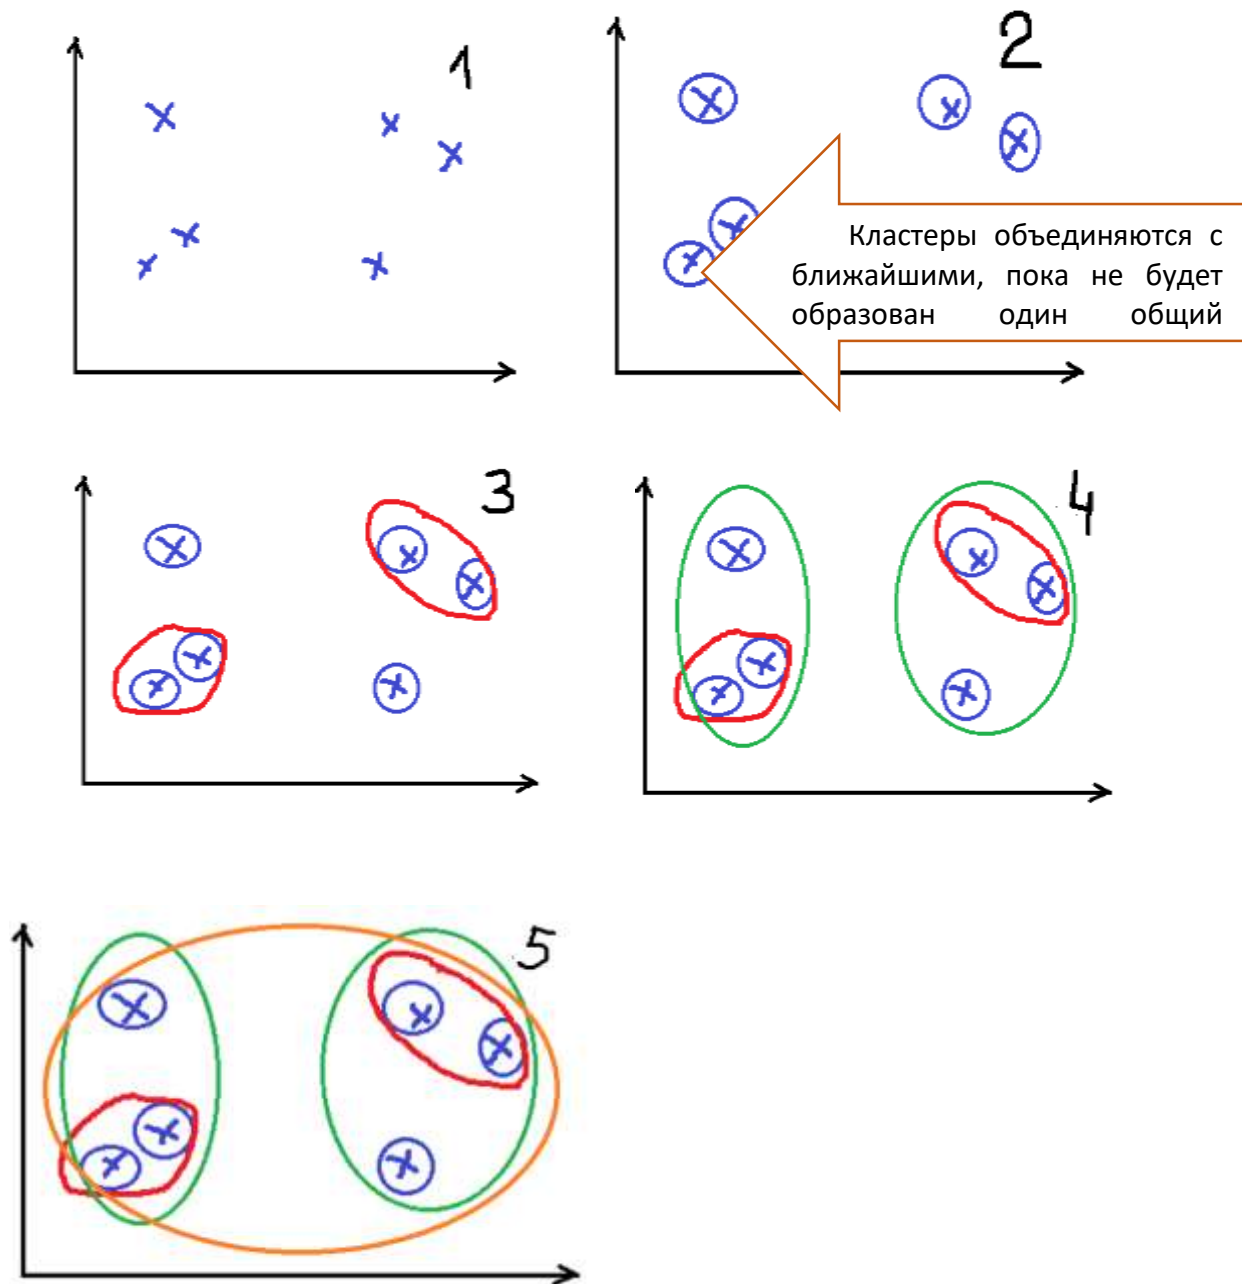 1
2
Кластеры объединяются с
ближайшими, пока не будет
образован один общий
3
4
5